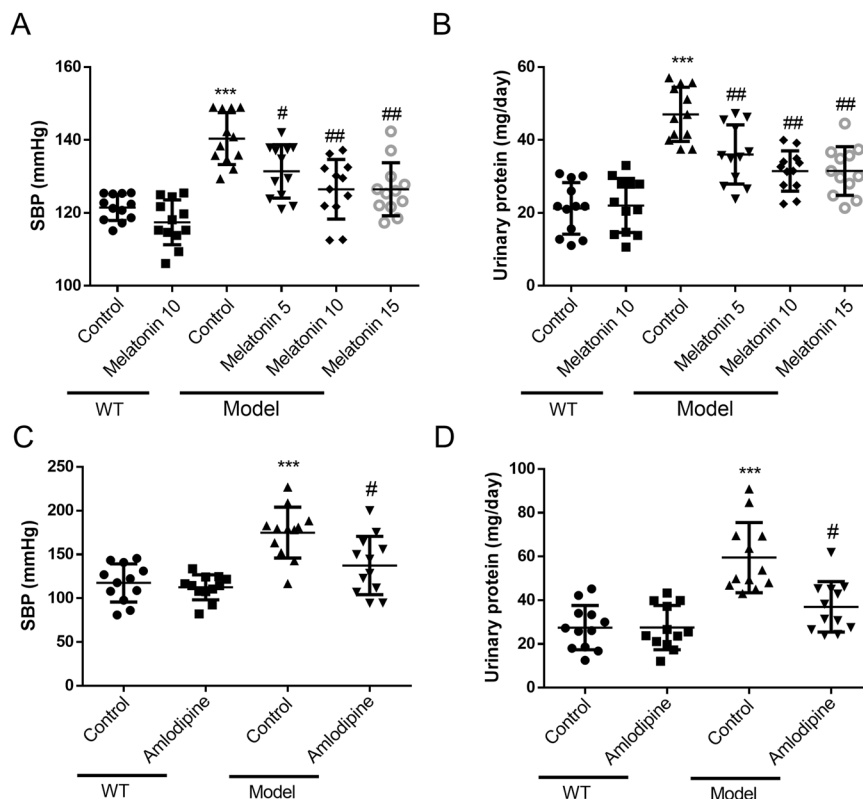 A
SBP (mmHg)
160
140
120
100
***
#
##
##
Control
Melatonin 10
Control
Melatonin 5
Melatonin 10
Melatonin 15
WT
Model
B
Urinary protein (mg/day)
60
40
20
0
***
##
##
##
Control
Melatonin 10
Control
Melatonin 5
Melatonin 10
Melatonin 15
WT
Model
C
SBP (mmHg)
250
200
150
100
50
0
***
#
Control
Amlodipine
Control
Amlodipine
WT
Model
D
Urinary protein (mg/day)
100
80
60
40
20
0
***
#
Control
Amlodipine
Control
Amlodipine
WT
Model